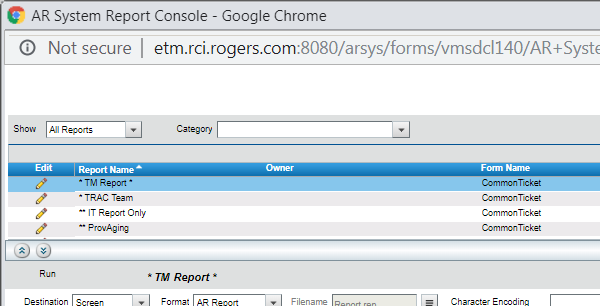 AR System Report Console - Google Chrome
Not secure | etm.rci.rogers.com:8080/arsys/forms/vmsdcl140/AR+Syste
Show All Reports Category
Edit Report Name Owner Form Name
* TM Report * CommonTicket
* TRAC Team CommonTicket
** IT Report Only CommonTicket
** ProvAging CommonTicket
Run * TM Report *
Destination Screen Format AR Report Filename Report.rep Character Encoding